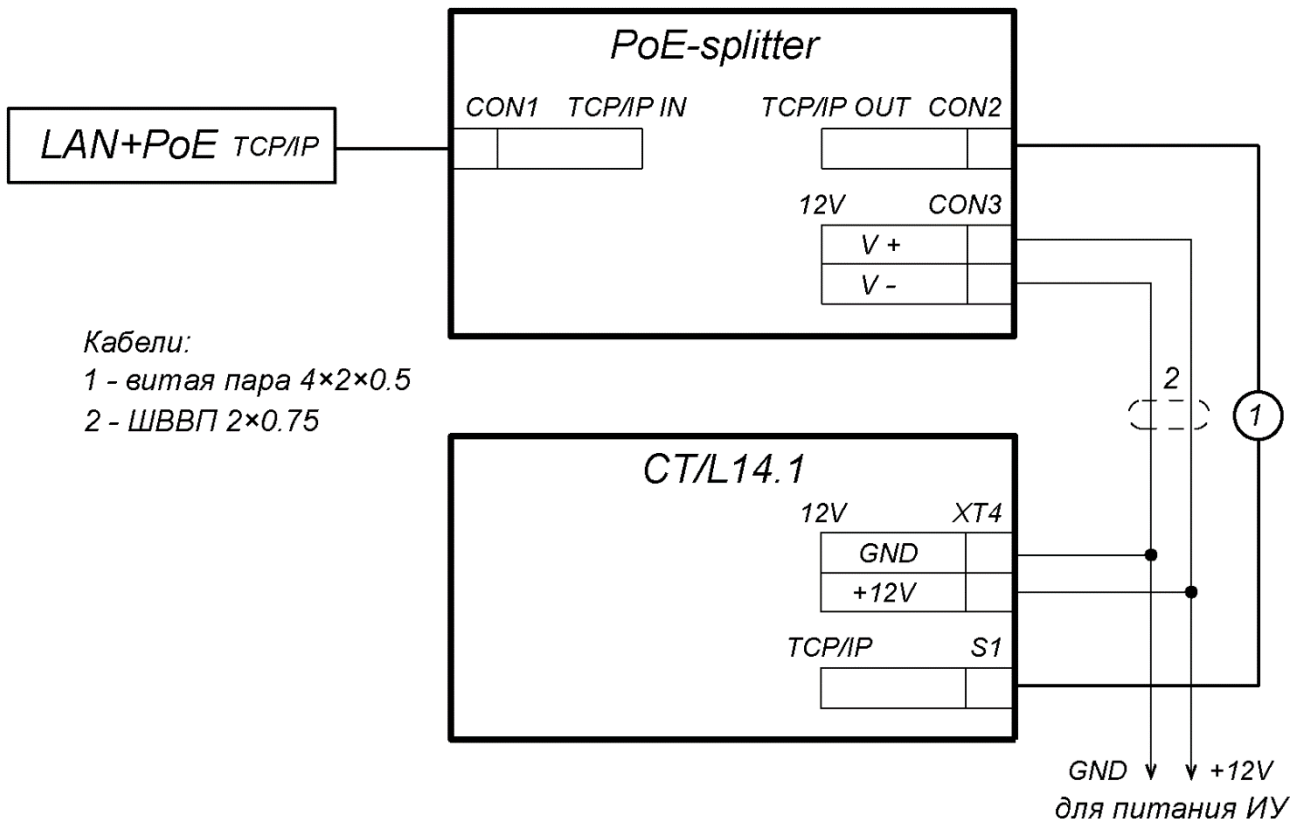 PoE-splitter
CON1 TCP/IP IN TCP/IP OUT CON2
LAN+PoE TCP/IP
12V CON3
V +
V -
Кабели:
1 - витая пара 4×2×0.5
2 - ШВВП 2×0.75
2
1
CT/L14.1
12V XT4
GND
+12V
TCP/IP S1
GND +12V
для питания ИУ